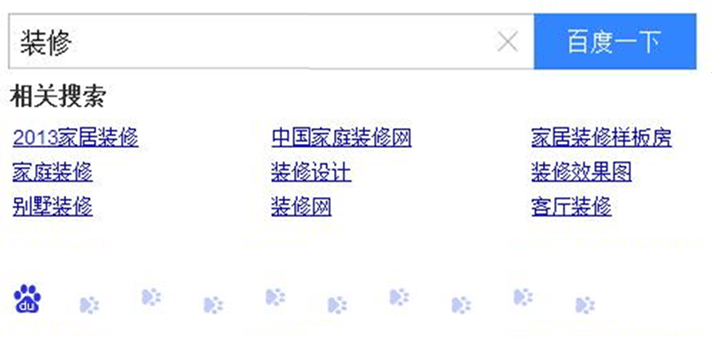 装修 百度一下
相关搜索
2013家居装修 中国家庭装修网 家居装修样板房
家庭装修 装修设计 装修效果图
别墅装修 装修网 客厅装修
du